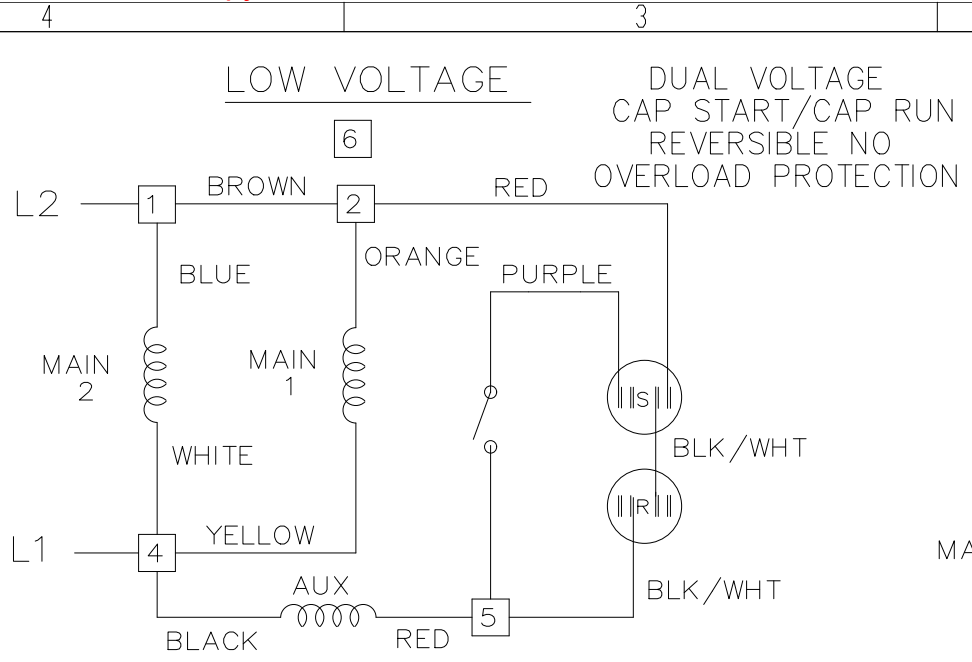 4 3
LOW VOLTAGE
DUAL VOLTAGE
CAP START/CAP RUN
REVERSIBLE NO
OVERLOAD PROTECTION
6
L2
1
BROWN
2
RED
BLUE
ORANGE
PURPLE
MAIN
2
MAIN
1
S
WHITE
BLK/WHT
R
L1
4
YELLOW
MA
AUX
BLK/WHT
5
BLACK
RED